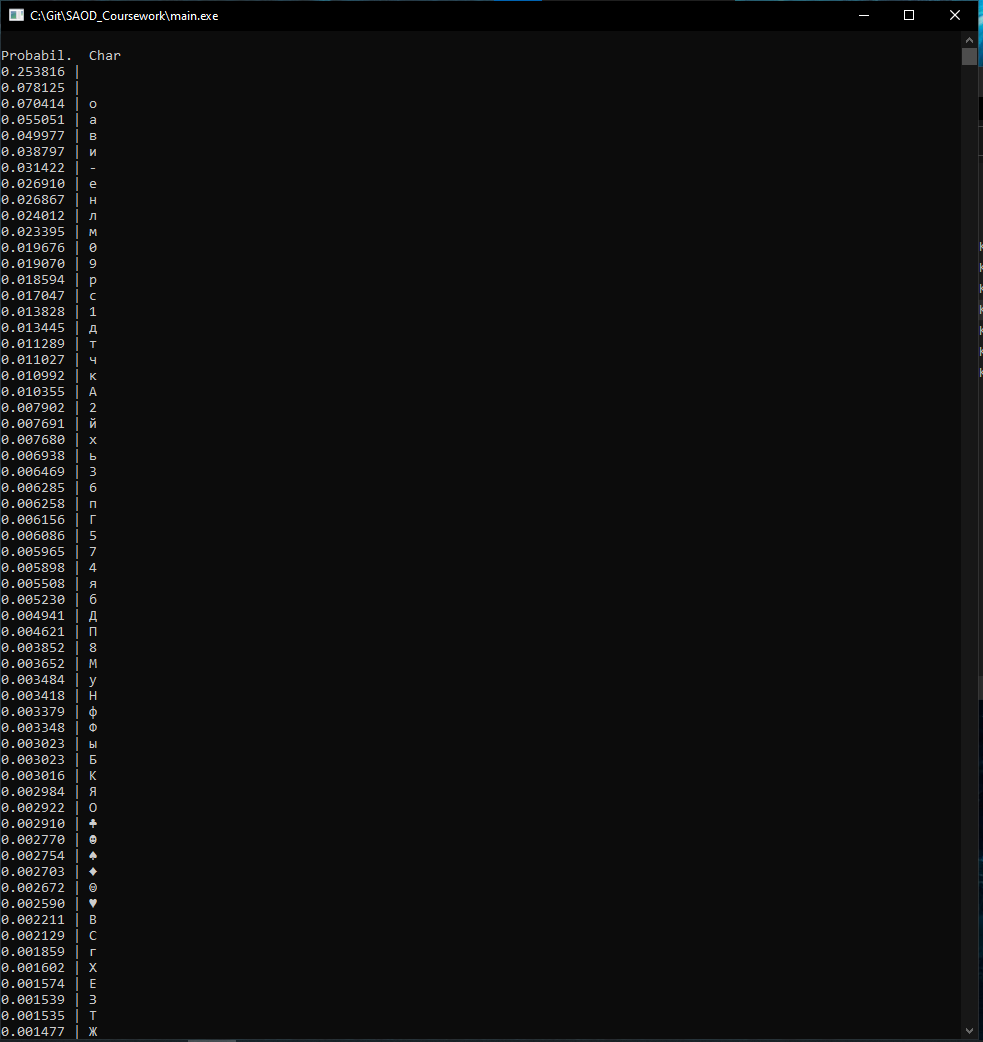 C:\Git\SAOD_Coursework\main.exe
Probabil.  Char
0.253816 |
0.078125 |
0.070414 | о
0.055051 | а
0.049977 | в
0.038797 | и
0.031422 | -
0.026910 | е
0.026867 | н
0.024012 | л
0.023395 | м
0.019676 | 0
0.019070 | 9
0.018594 | р
0.017047 | с
0.013828 | 1
0.013445 | д
0.011289 | т
0.011027 | ч
0.010992 | к
0.010355 | А
0.007902 | 2
0.007691 | й
0.007680 | х
0.006938 | ь
0.006469 | 3
0.006285 | 6
0.006258 | п
0.006156 | Г
0.006086 | 5
0.005965 | 7
0.005898 | 4
0.005508 | я
0.005230 | б
0.004941 | Д
0.004621 | П
0.003852 | 8
0.003652 | М
0.003484 | у
0.003418 | Н
0.003379 | ф
0.003348 | Ф
0.003023 | ы
0.003023 | Б
0.003016 | К
0.002984 | Я
0.002922 | О
0.002910 | ♣
0.002770 | ☻
0.002754 | ♠
0.002703 | ♦
0.002672 | ☺
0.002590 | ♥
0.002211 | В
0.002129 | С
0.001859 | г
0.001602 | Х
0.001574 | Е
0.001539 | З
0.001535 | Т
0.001477 | Ж